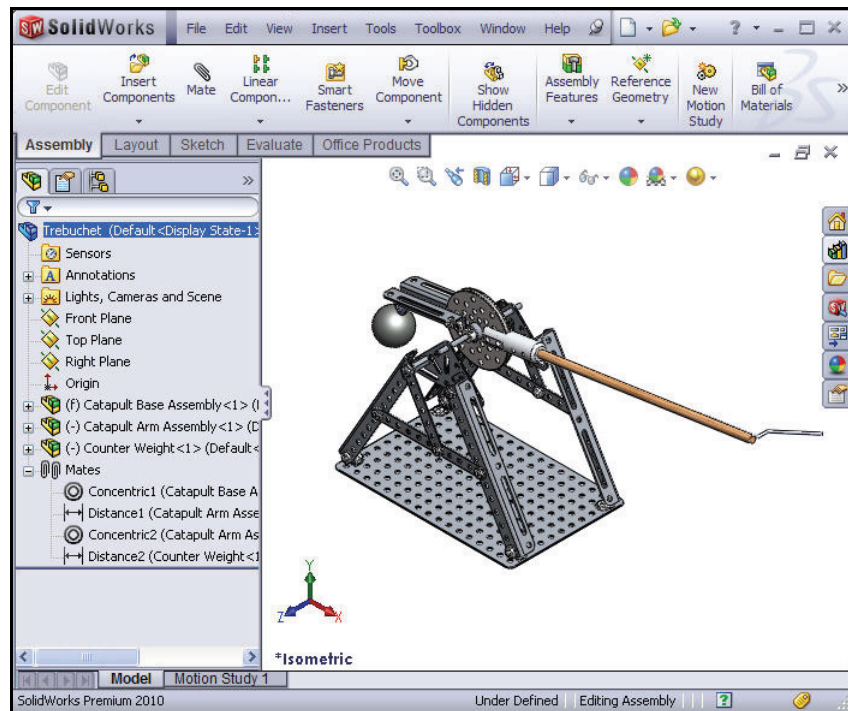 SolidWorks File Edit View Insert Tools Toolbox Window Help
Edit Component
Insert Components
Mate
Linear Compon...
Smart Fasteners
Move Component
Show Hidden Components
Assembly Features
Reference Geometry
New Motion Study
Bill of Materials
Assembly Layout Sketch Evaluate Office Products
Trebuchet (Default<Display State-1>
Sensors
A Annotations
Lights, Cameras and Scene
Front Plane
Top Plane
Right Plane
Origin
(f) Catapult Base Assembly<1> (
(-) Catapult Arm Assembly<1> (D
(-) Counter Weight<1> (Default<
Mates
Concentric1 (Catapult Base A
Distance1 (Catapult Arm Asse
Concentric2 (Catapult Arm As
Distance2 (Counter Weight<1
Y
Z X
*Isometric
Model Motion Study 1
SolidWorks Premium 2010 Under Defined Editing Assembly